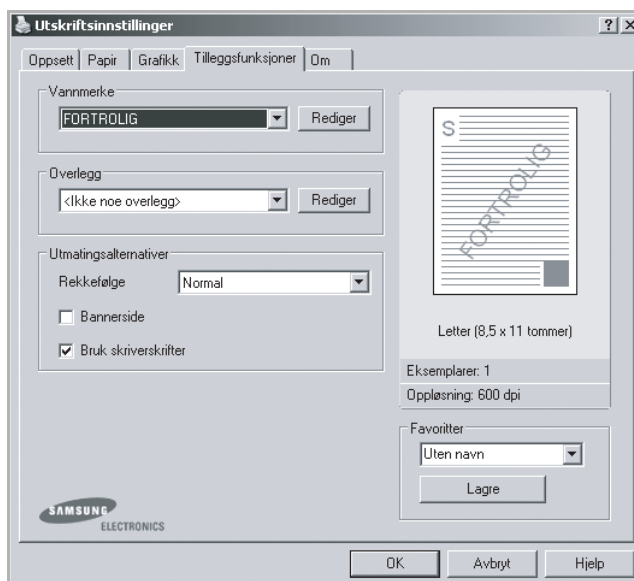 Utskriftsinnstillinger
Oppsett Papir Grafikk Tilleggsfunksjoner Om
Vannmerke
FORTROLIG Rediger
Overlegg
<Ikke noe overlegg> Rediger
Utmatingsalternativer
Rekkefølge Normal
Bannerside
Bruk skriverskrifter
S
FORTROLIG
Letter (8,5 x 11 tommer)
Eksemplarer: 1
Oppløsning: 600 dpi
Favoritter
Uten navn
Lagre
SAMSUNG
ELECTRONICS
OK Avbryt Hjelp